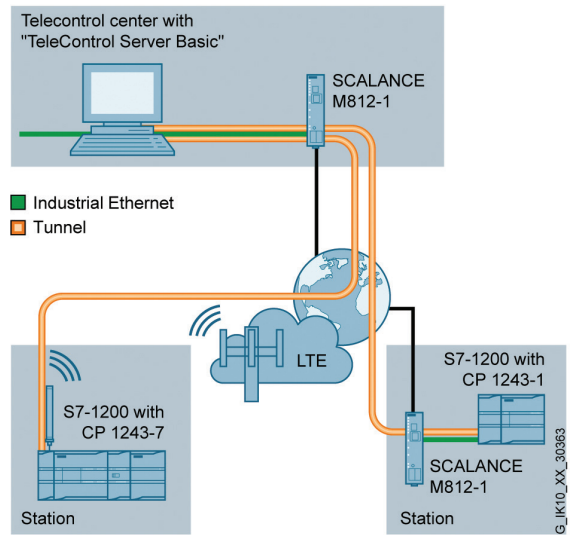 Telecontrol center with
"TeleControl Server Basic"
SCALANCE
M812-1
Industrial Ethernet
Tunnel
LTE
S7-1200 with
CP 1243-7
Station
S7-1200 with
CP 1243-1
SCALANCE
M812-1
Station
G_IK10_XX_30363